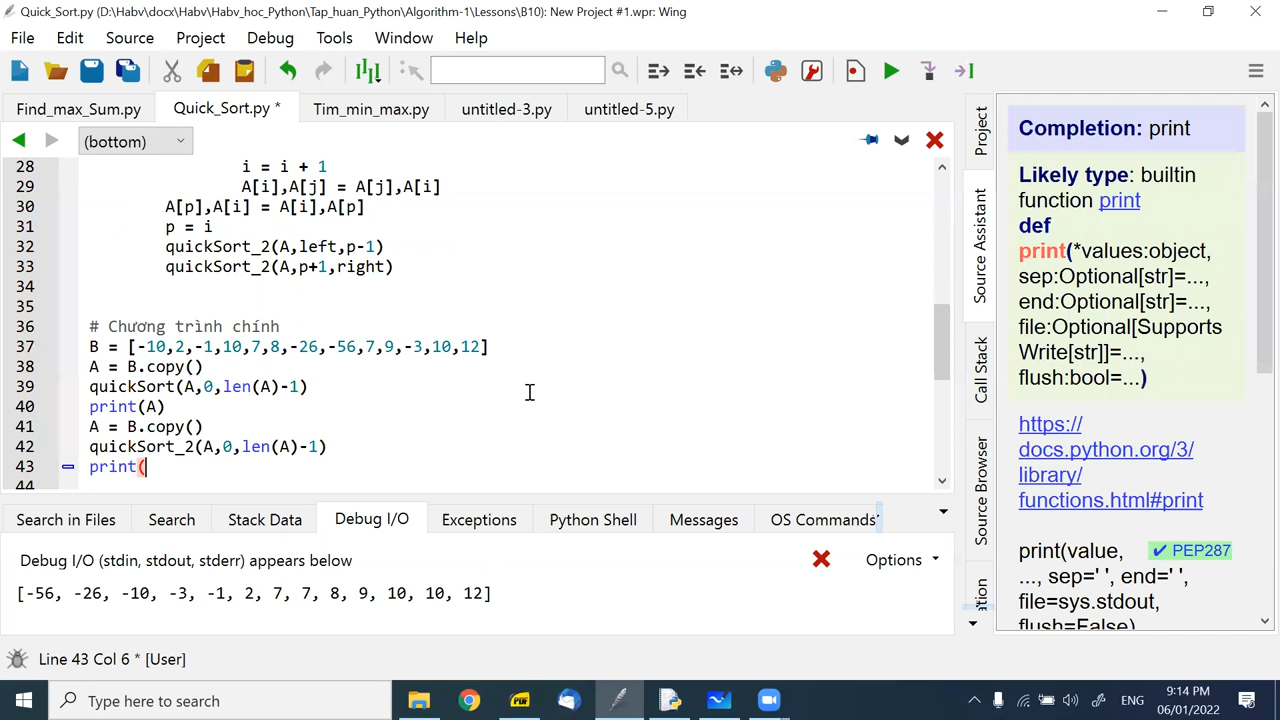 Quick_Sort.py (D:\Habv\docx\Habv\Habv_hoc_Python\Tap_huan_Python\Algorithm-1\Lessons\B10): New Project #1.wpr: Wing
File Edit Source Project Debug Tools Window Help
Find_max_Sum.py Quick_Sort.py * Tim_min_max.py untitled-3.py untitled-5.py
(bottom)
28 i = i + 1
29 A[i],A[j] = A[j],A[i]
30 A[p],A[i] = A[i],A[p]
31 p = i
32 quickSort_2(A,left,p-1)
33 quickSort_2(A,p+1,right)
34
35
36 # Chương trình chính
37 B = [-10,2,-1,10,7,8,-26,-56,7,9,-3,10,12]
38 A = B.copy()
39 quickSort(A,0,len(A)-1)
40 print(A)
41 A = B.copy()
42 quickSort_2(A,0,len(A)-1)
43 print(
44
Search in Files Search Stack Data Debug I/O Exceptions Python Shell Messages OS Commands
Debug I/O (stdin, stdout, stderr) appears below
Options
[-56, -26, -10, -3, -1, 2, 7, 7, 8, 9, 10, 10, 12]
Project
Source Assistant
Call Stack
Source Browser
Completion: print
Likely type: builtin
function print
def
print(*values:object,
sep:Optional[str]=...,
end:Optional[str]=...,
file:Optional[Supports
Write[str]]=...,
flush:bool=...)
https://
docs.python.org/3/
library/
functions.html#print
print(value,
✓ PEP287
..., sep=' ', end=' ',
file=sys.stdout,
flush=False)
Line 43 Col 6 * [User]
Type here to search
ENG
9:14 PM
06/01/2022